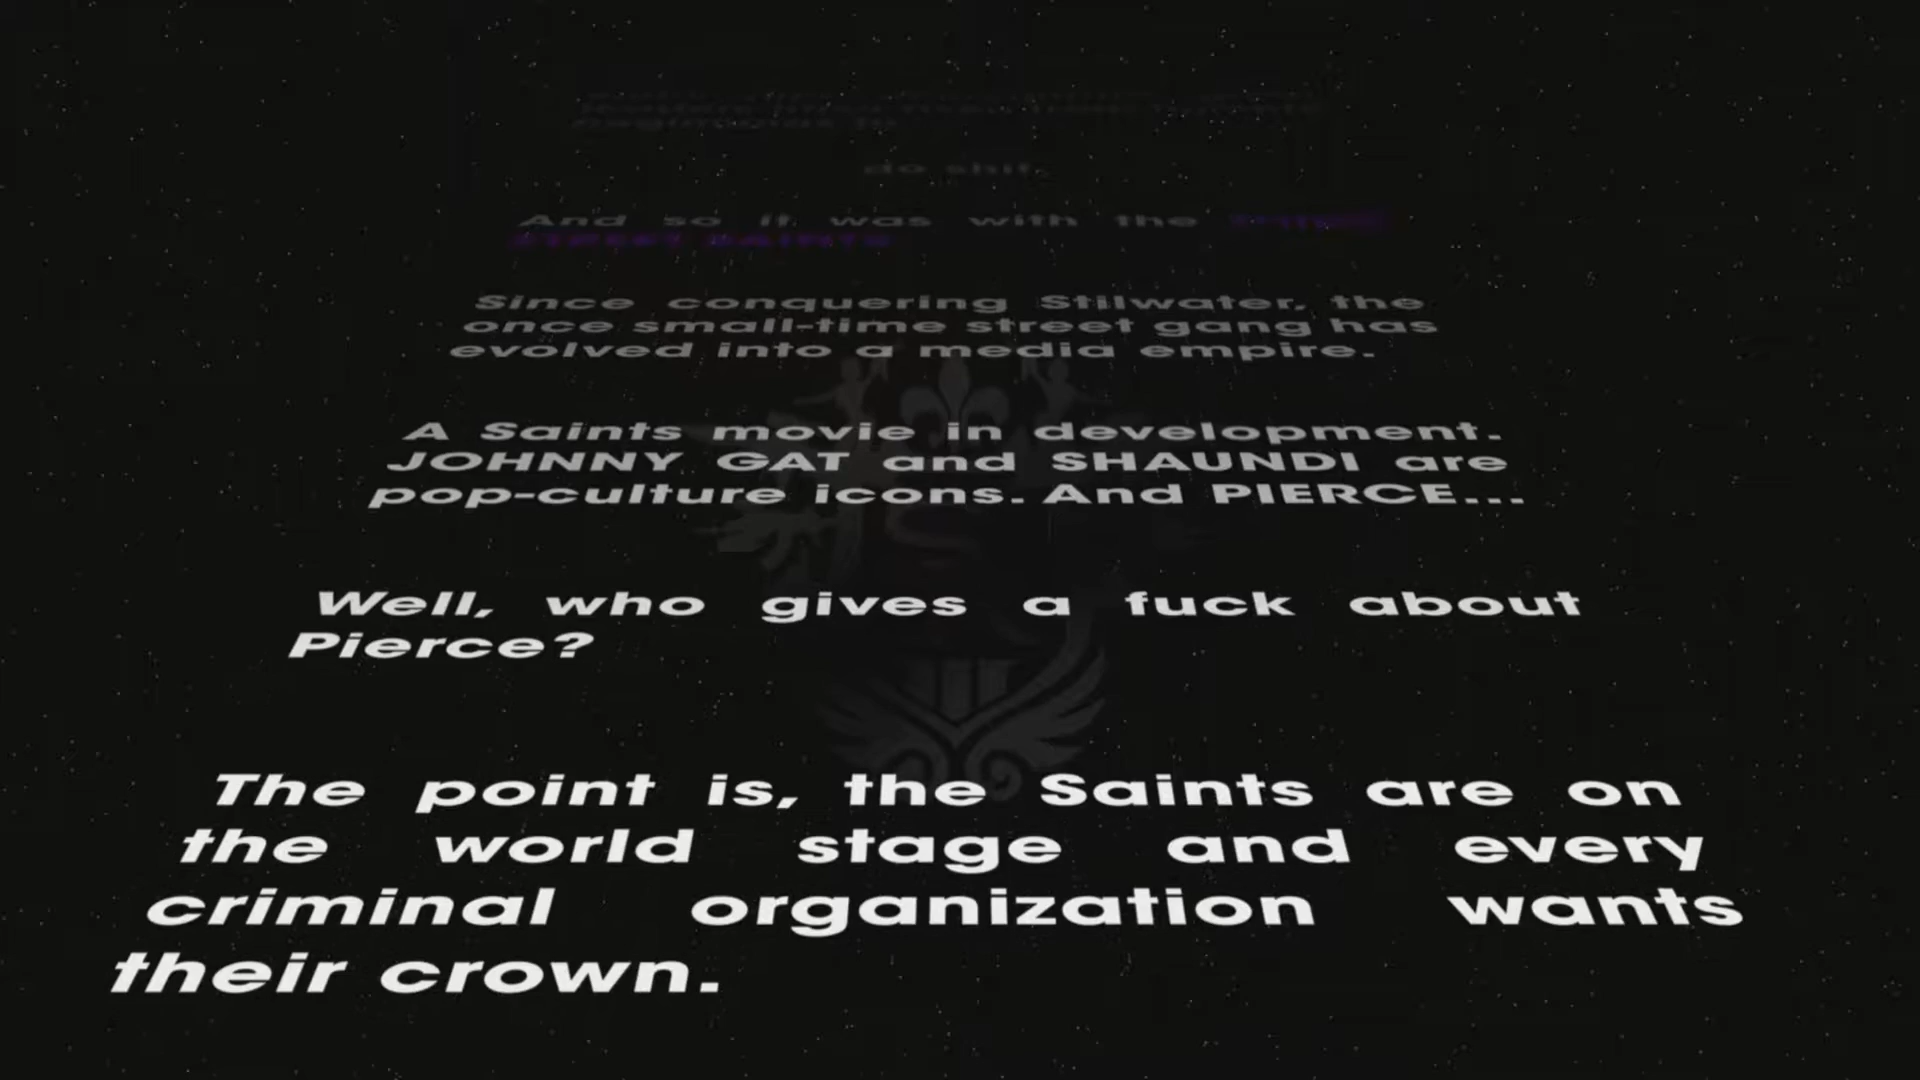 do shit.
And so it was with the
STREET SAINTS
Since conquering Stilwater, the
once small-time street gang has
evolved into a media empire.
A Saints movie in development.
JOHNNY GAT and SHAUNDI are
pop-culture icons. And PIERCE...
Well, who gives a fuck about
Pierce?
The point is, the Saints are on
the world stage and every
criminal organization wants
their crown.